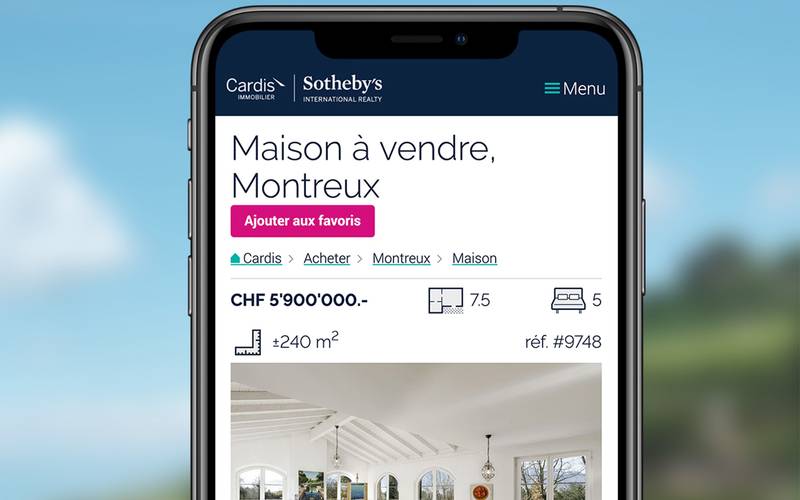 Cardis
IMMOBILIER
Sotheby's
INTERNATIONAL REALTY
Menu
Maison à vendre,
Montreux
Ajouter aux favoris
Cardis > Acheter > Montreux > Maison
CHF 5'900'000.- 7.5 5
±240 m² réf. #9748